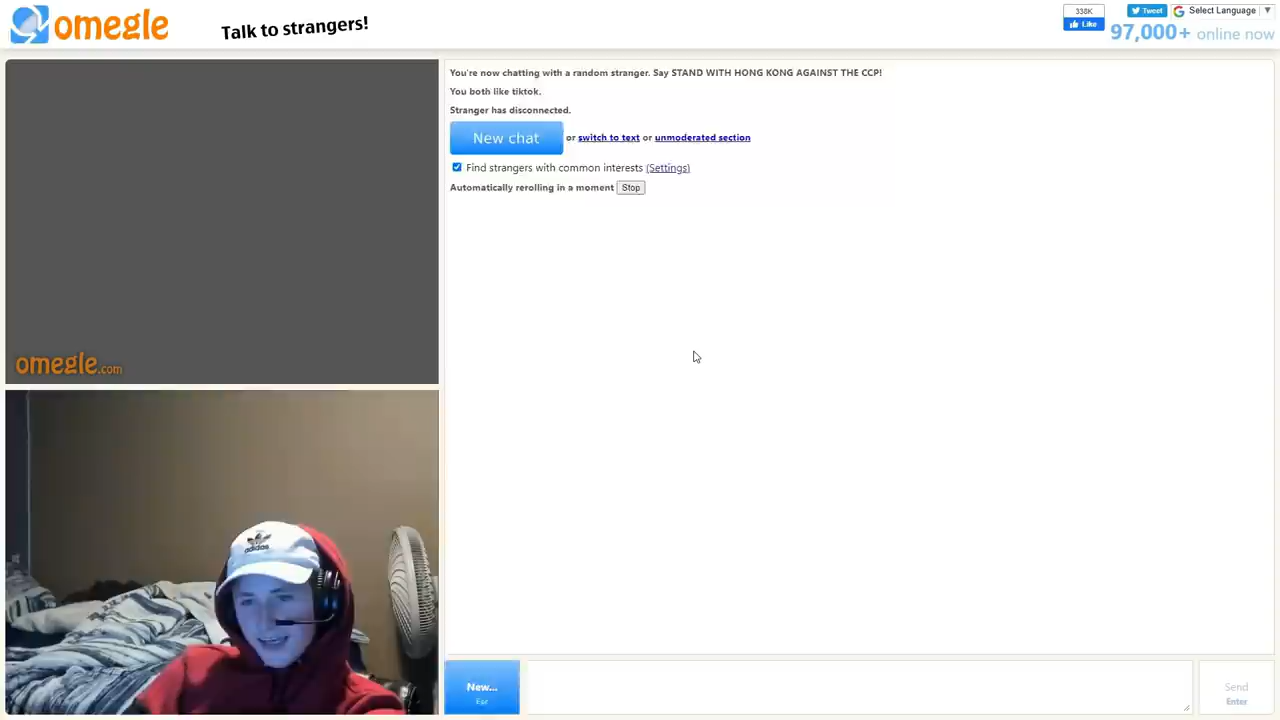 omegle
Talk to strangers!
338K
Like
Tweet
Select Language ▼
97,000+ online now
You're now chatting with a random stranger. Say STAND WITH HONG KONG AGAINST THE CCP!
You both like tiktok.
Stranger has disconnected.
New chat or switch to text or unmoderated section
Find strangers with common interests (Settings)
Automatically rerolling in a moment Stop
omegle.com
adidas
New...
Esc
Send
Enter